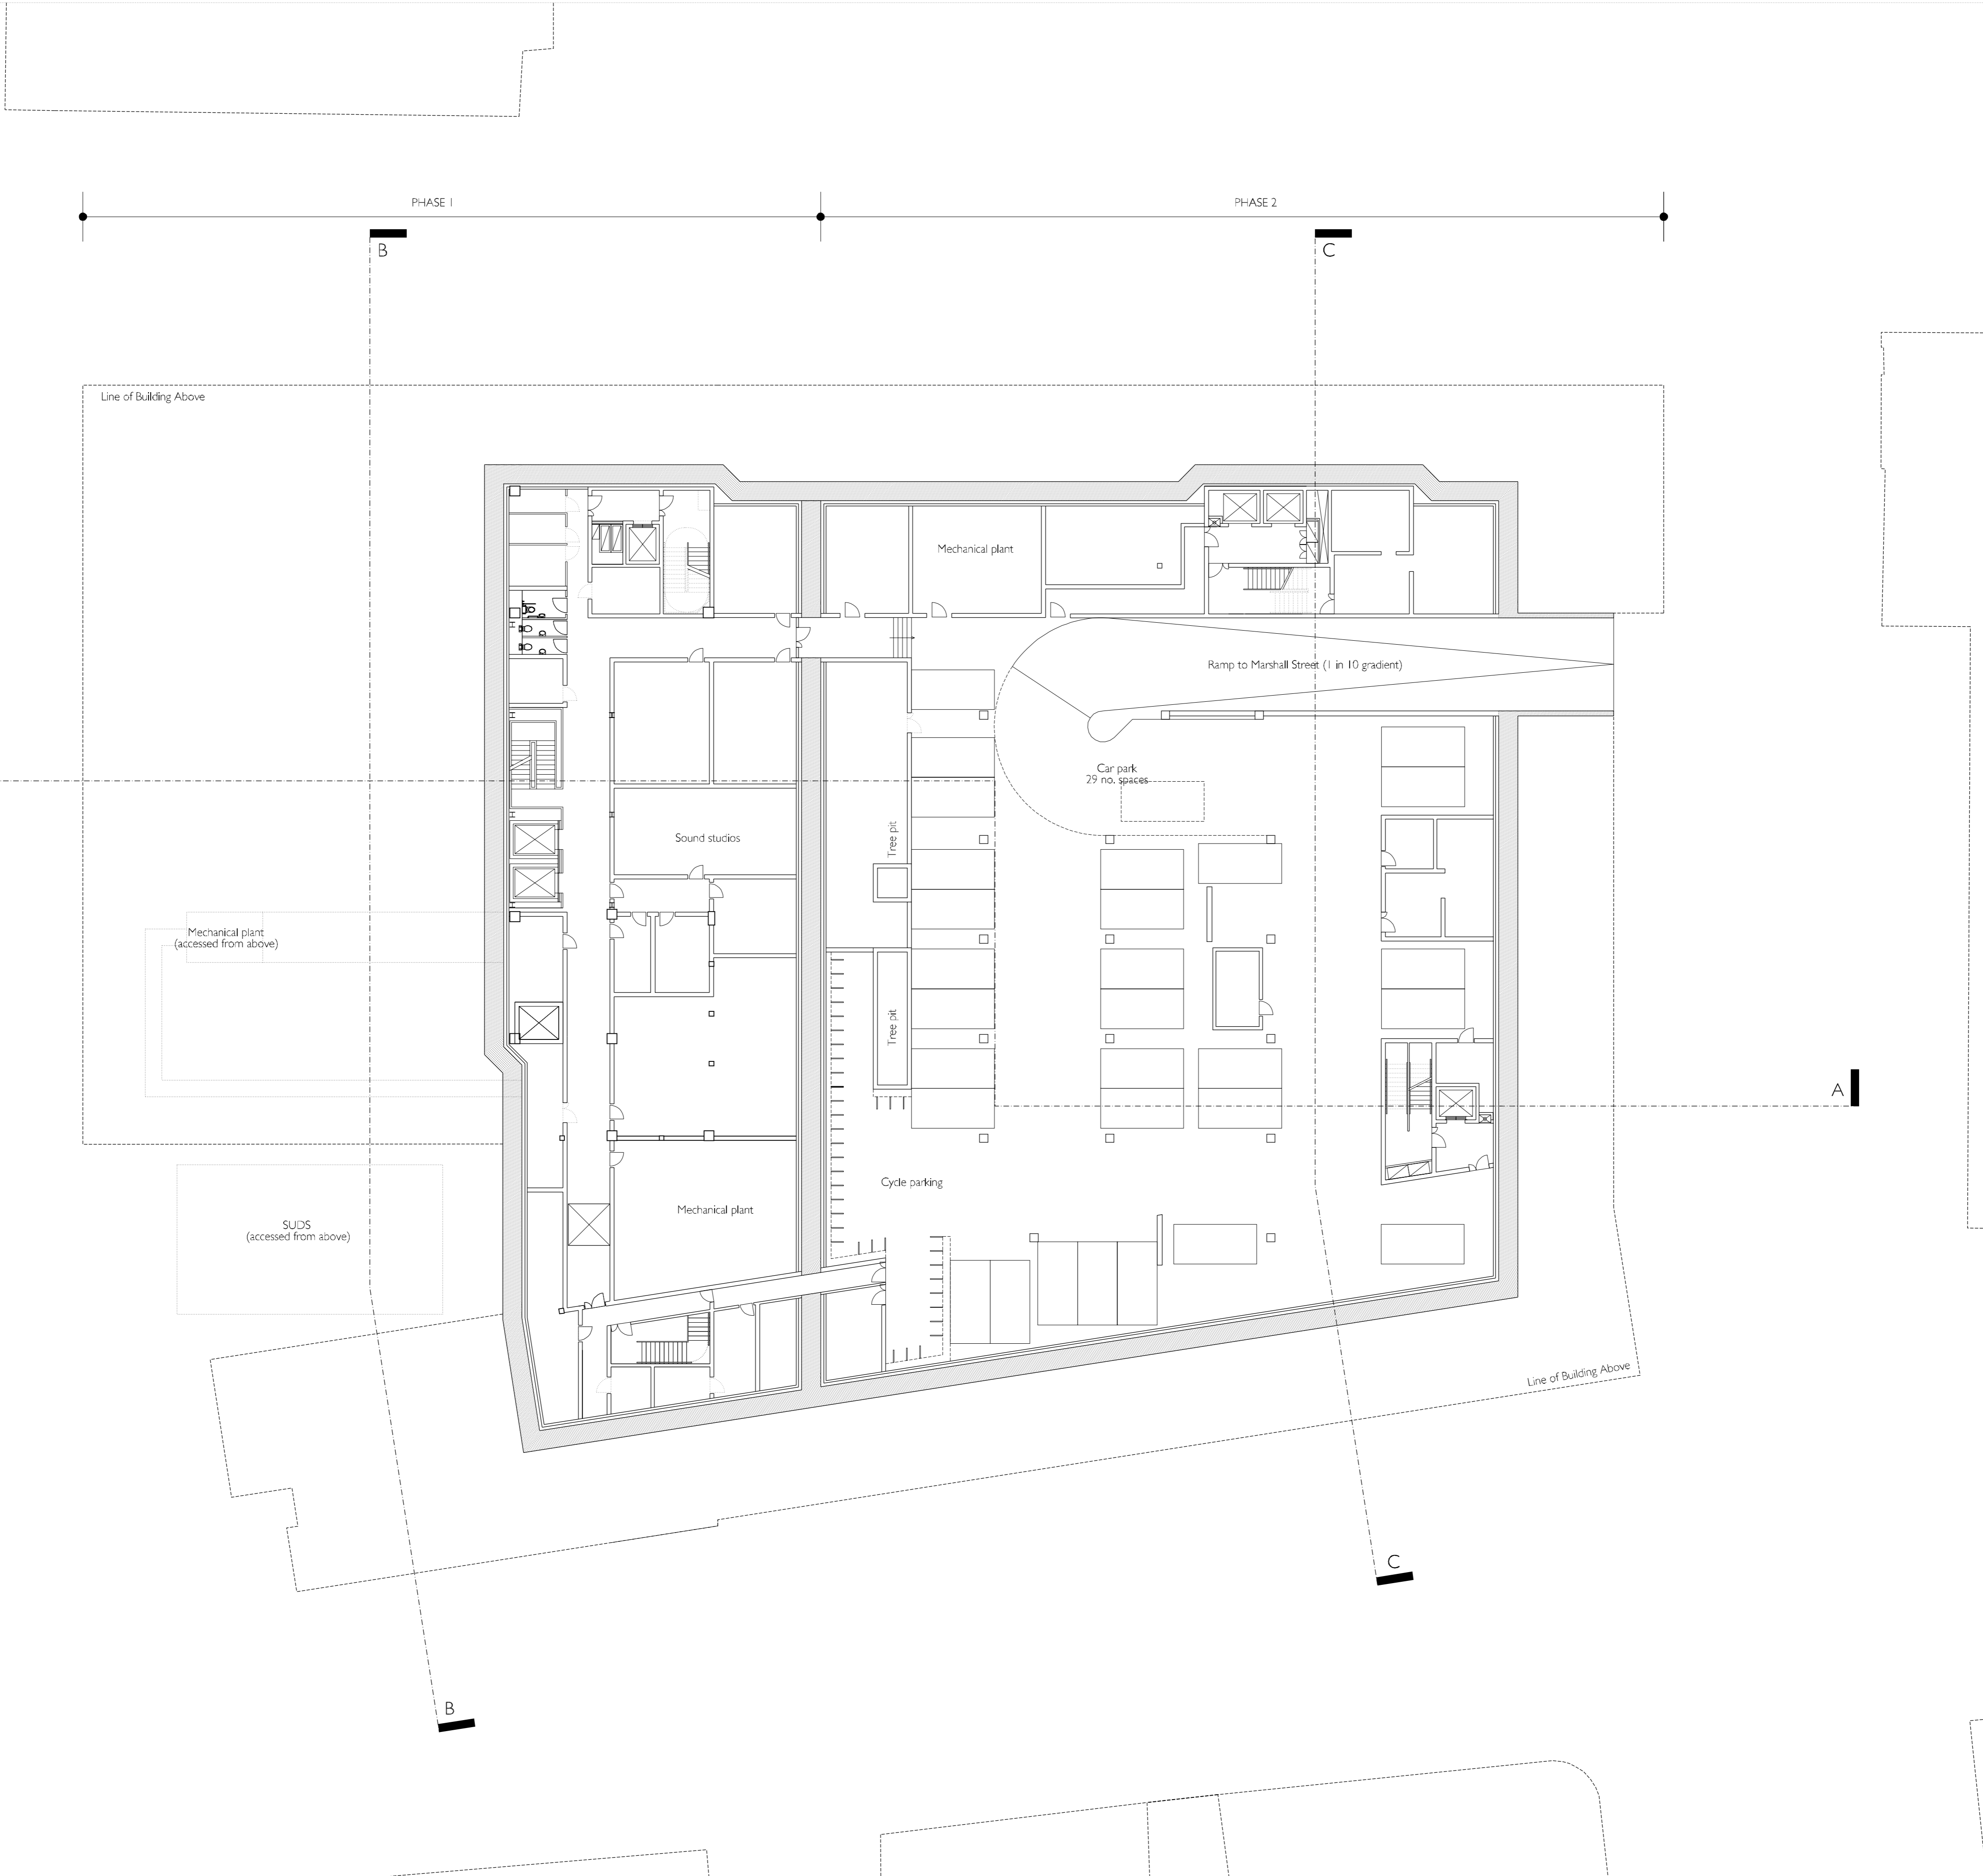 PHASE 1
PHASE 2
B
C
Line of Building Above
Mechanical plant
Ramp to Marshall Street (1 in 10 gradient)
Car park
29 no. spaces
Tree pit
Sound studios
Mechanical plant
(accessed from above)
Tree pit
A
Cycle parking
Mechanical plant
SUDS
(accessed from above)
Line of Building Above
C
B